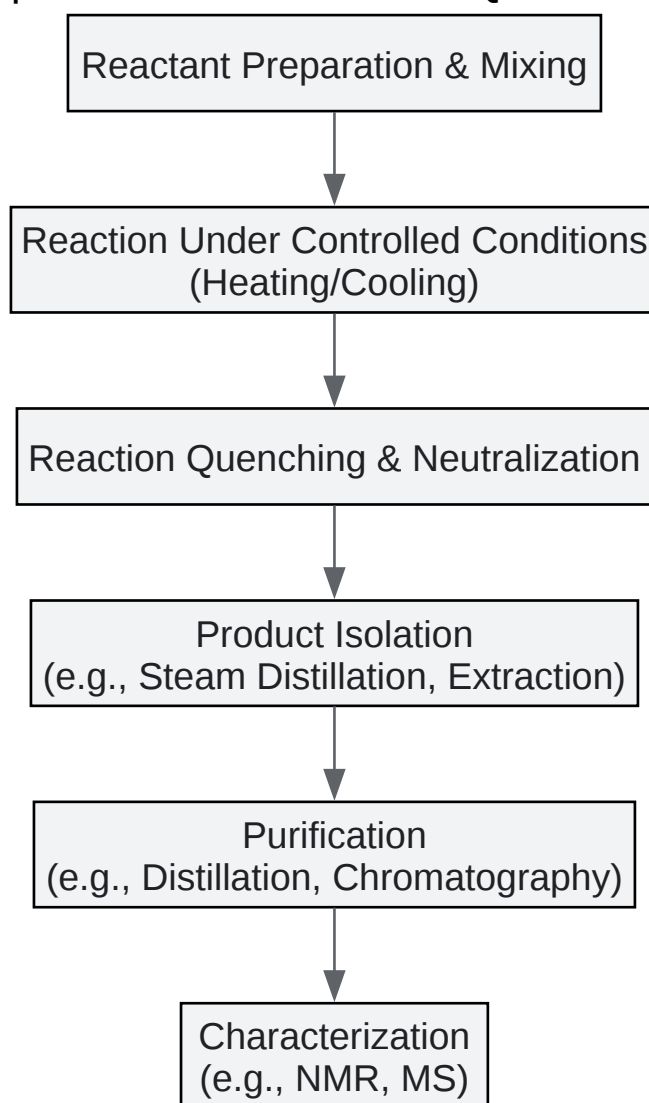 Reactant Preparation & Mixing
Reaction Under Controlled Conditions
(Heating/Cooling)
Reaction Quenching & Neutralization
Product Isolation
(e.g., Steam Distillation, Extraction)
Purification
(e.g., Distillation, Chromatography)
Characterization
(e.g., NMR, MS)